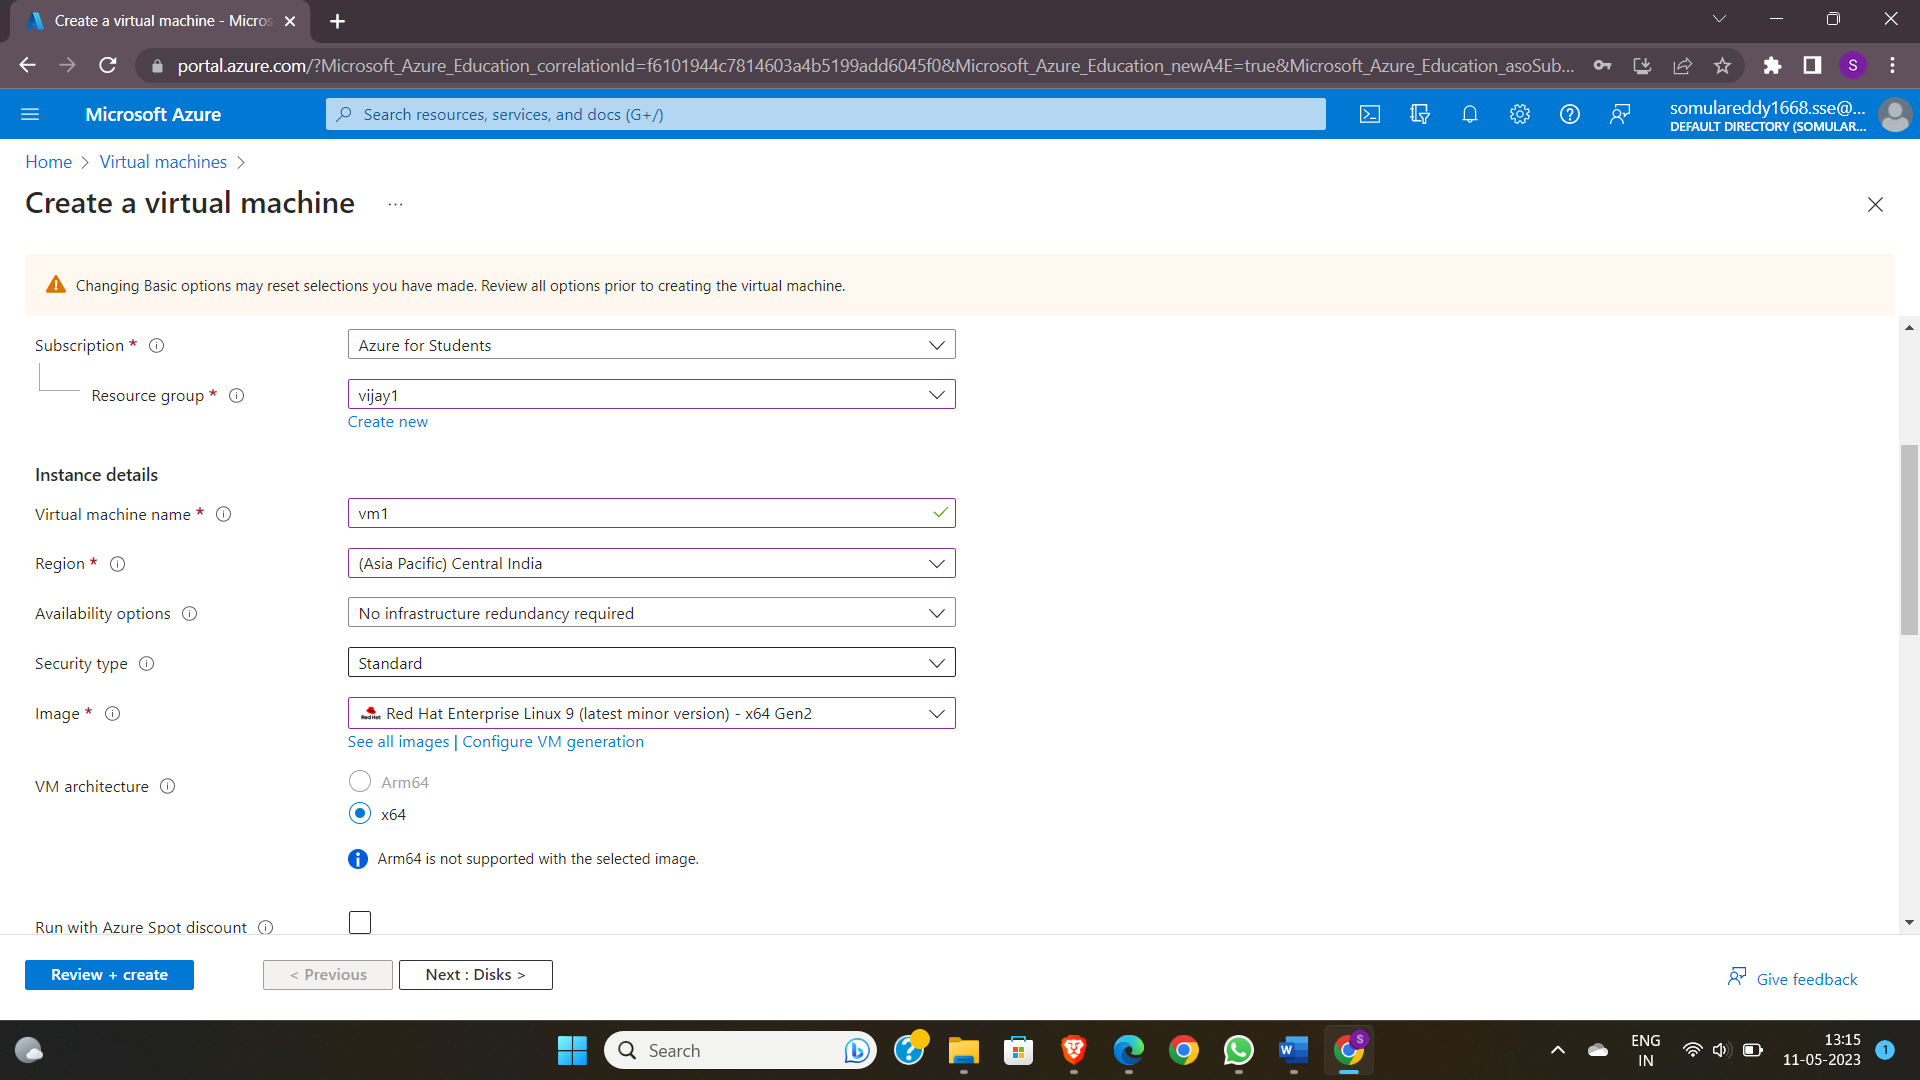 Create a virtual machine - Micros
portal.azure.com/?Microsoft_Azure_Education_correlationId=f6101944c7814603a4b5199add6045f0&Microsoft_Azure_Education_newA4E=true&Microsoft_Azure_Education_asoSub...
S
Microsoft Azure
Search resources, services, and docs (G+/)
somulareddy1668.sse@...
DEFAULT DIRECTORY (SOMULAR...
Home > Virtual machines >
Create a virtual machine ...
Changing Basic options may reset selections you have made. Review all options prior to creating the virtual machine.
Subscription *
Azure for Students
Resource group *
vijay1
Create new
Instance details
Virtual machine name *
vm1
Region *
(Asia Pacific) Central India
Availability options
No infrastructure redundancy required
Security type
Standard
Image *
Red Hat
Red Hat Enterprise Linux 9 (latest minor version) - x64 Gen2
See all images | Configure VM generation
VM architecture
Arm64
x64
Arm64 is not supported with the selected image.
Run with Azure Spot discount
Review + create
< Previous
Next : Disks >
Give feedback
Search
S
ENG
IN
13:15
11-05-2023
1